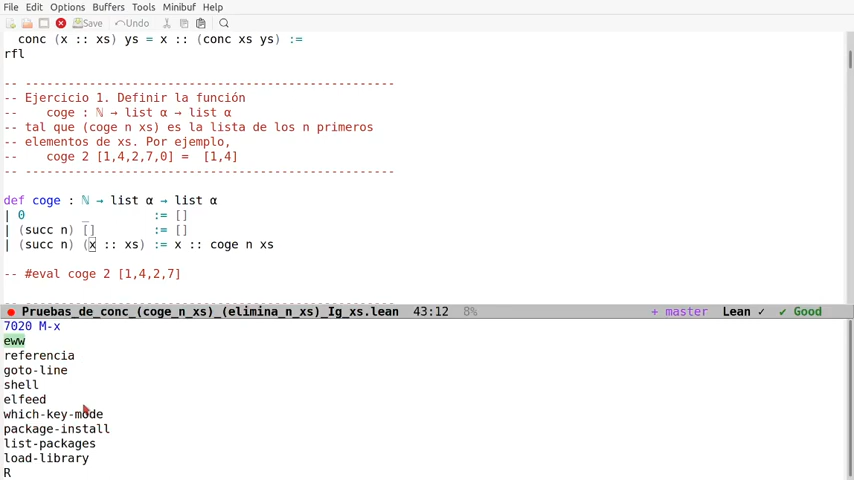 File Edit Options Buffers Tools Minibuf Help
Save Undo
conc (x :: xs) ys = x :: (conc xs ys) :=
rfl
-- ----------------------------------------------------
-- Ejercicio 1. Definir la función
--    coge : ℕ → list α → list α
-- tal que (coge n xs) es la lista de los n primeros
-- elementos de xs. Por ejemplo,
--    coge 2 [1,4,2,7,0] =  [1,4]
-- ----------------------------------------------------
def coge : ℕ → list α → list α
| 0        _         := []
| (succ n) []        := []
| (succ n) (x :: xs) := x :: coge n xs
-- #eval coge 2 [1,4,2,7]
-- ----------------------------------------------------
Pruebas_de_conc_(coge_n_xs)_(elimina_n_xs)_Ig_xs.lean 43:12 8% + master Lean ✓ ✔ Good
7020 M-x
eww
referencia
goto-line
shell
elfeed
which-key-mode
package-install
list-packages
load-library
R